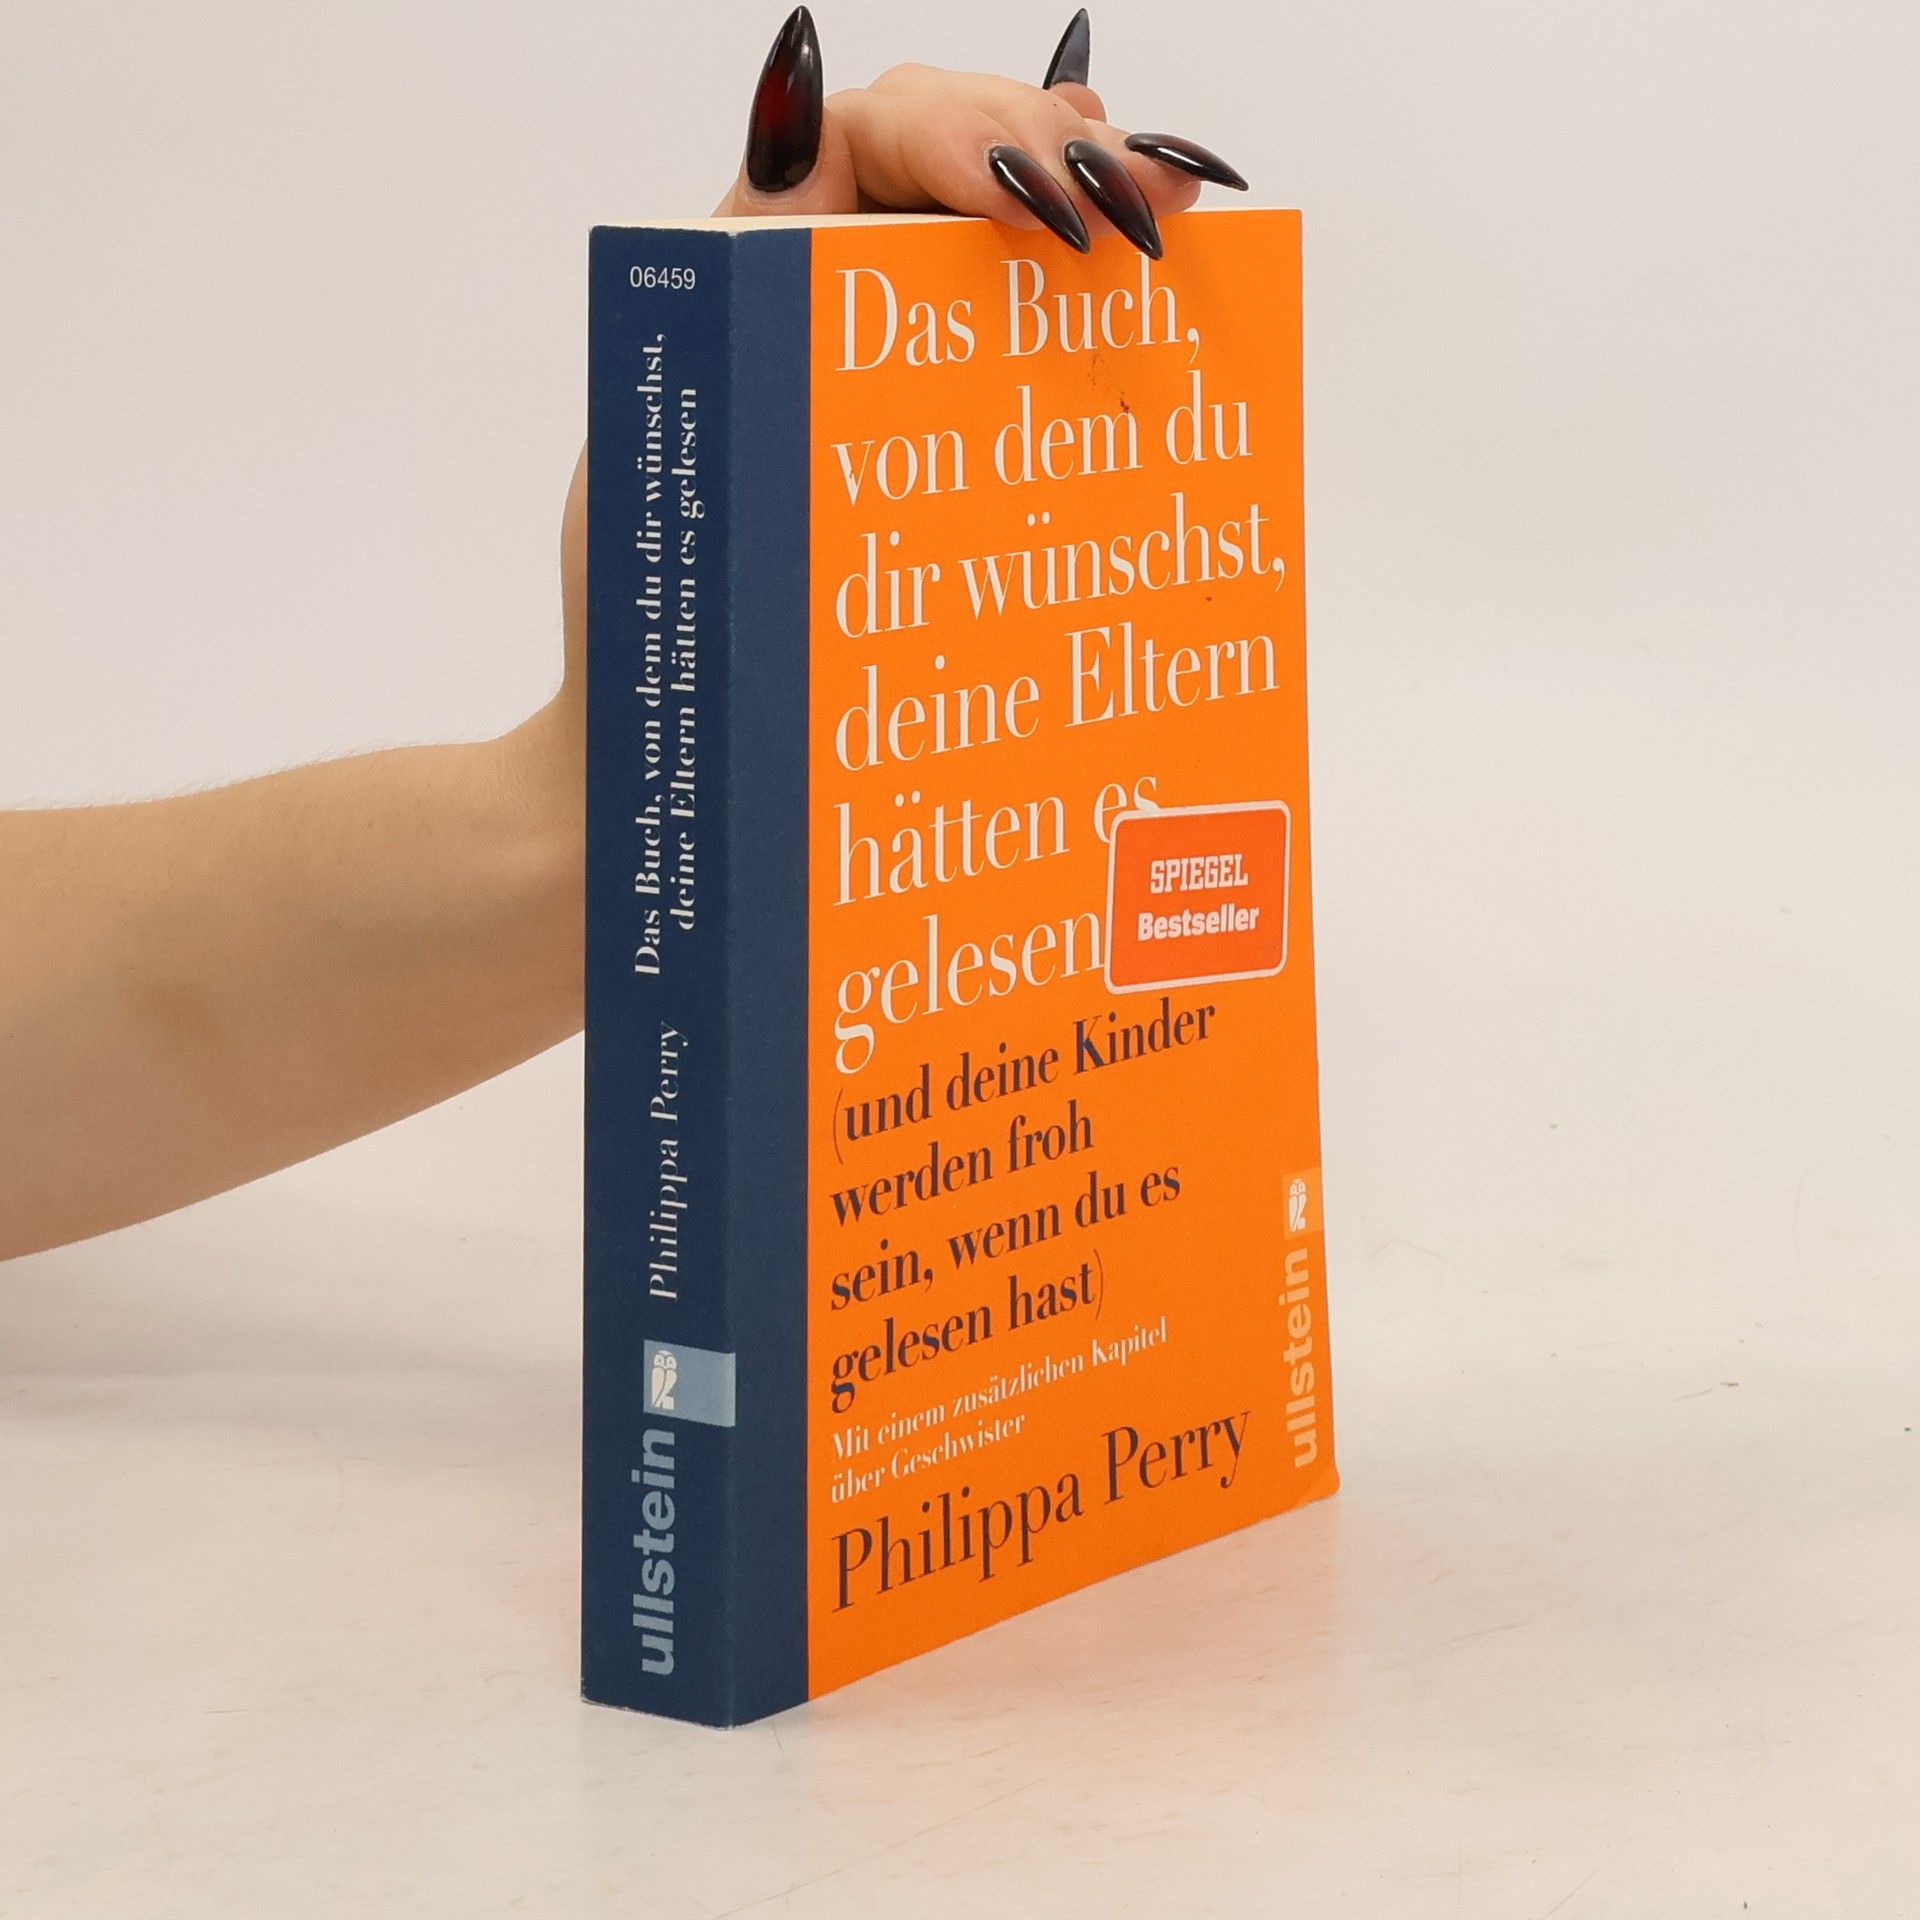 06459
Das Buch, von dem du dir wünschst,
deine Eltern hätten es gelesen
Philippa Perry
ullstein
Das Buch,
von dem du
dir wünschst,
deine Eltern
hätten es
gelesen
SPIEGEL
Bestseller
(und deine Kinder
werden froh
sein, wenn du es
gelesen hast)
Mit einem zusätzlichen Kapitel
über Geschwister
Philippa Perry
ullstein